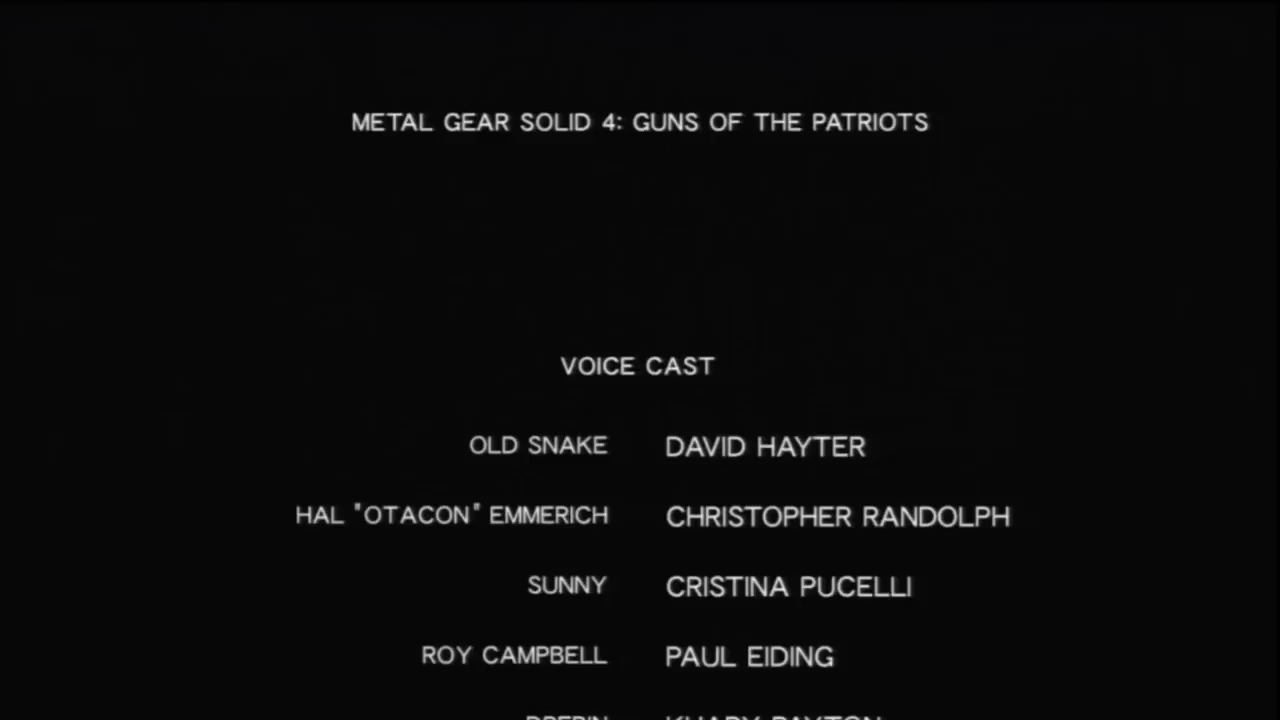 METAL GEAR SOLID 4: GUNS OF THE PATRIOTS
VOICE CAST
OLD SNAKE DAVID HAYTER
HAL "OTACON" EMMERICH CHRISTOPHER RANDOLPH
SUNNY CRISTINA PUCELLI
ROY CAMPBELL PAUL EIDING